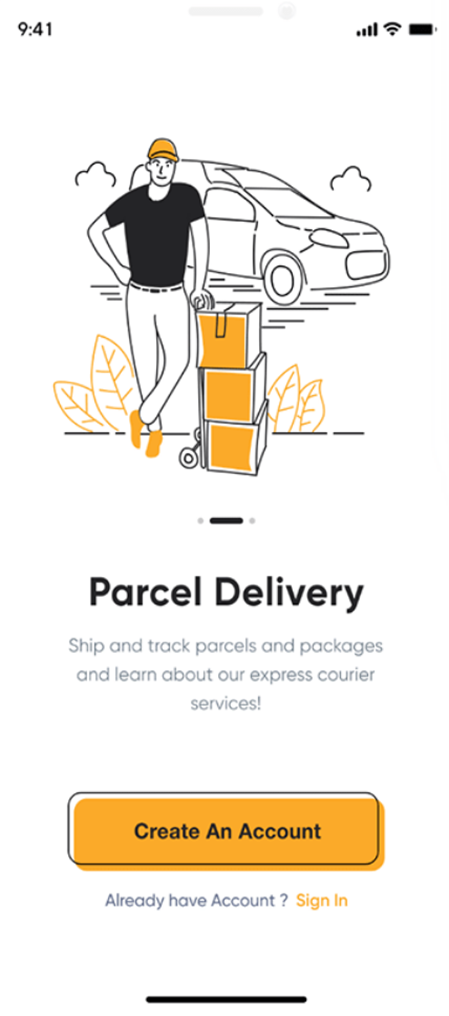 9:41
Parcel Delivery
Ship and track parcels and packages
and learn about our express courier
services!
Create An Account
Already have Account ? Sign In